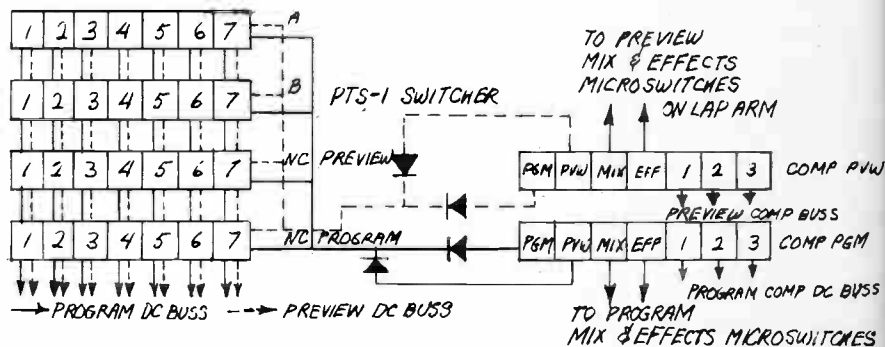 1 2 3 4 5 6 7 A
1 2 3 4 5 6 7 B
1 2 3 4 5 6 7 NC PREVIEW
1 2 3 4 5 6 7 NC PROGRAM
→ PROGRAM DC BUSS --→ PREVIEW DC BUSS
PTS-1 SWITCHER
TO PREVIEW
MIX & EFFECTS
MICROSWITCHES
ON LAP ARM
PGM PVW MIX EFF 1 2 3 COMP PVW
PREVIEW COMP BUSS
PGM PVW MIX EFF 1 2 3 COMP PGM
PROGRAM COMP DC BUSS
TO PROGRAM
MIX & EFFECTS MICROSWITCHES